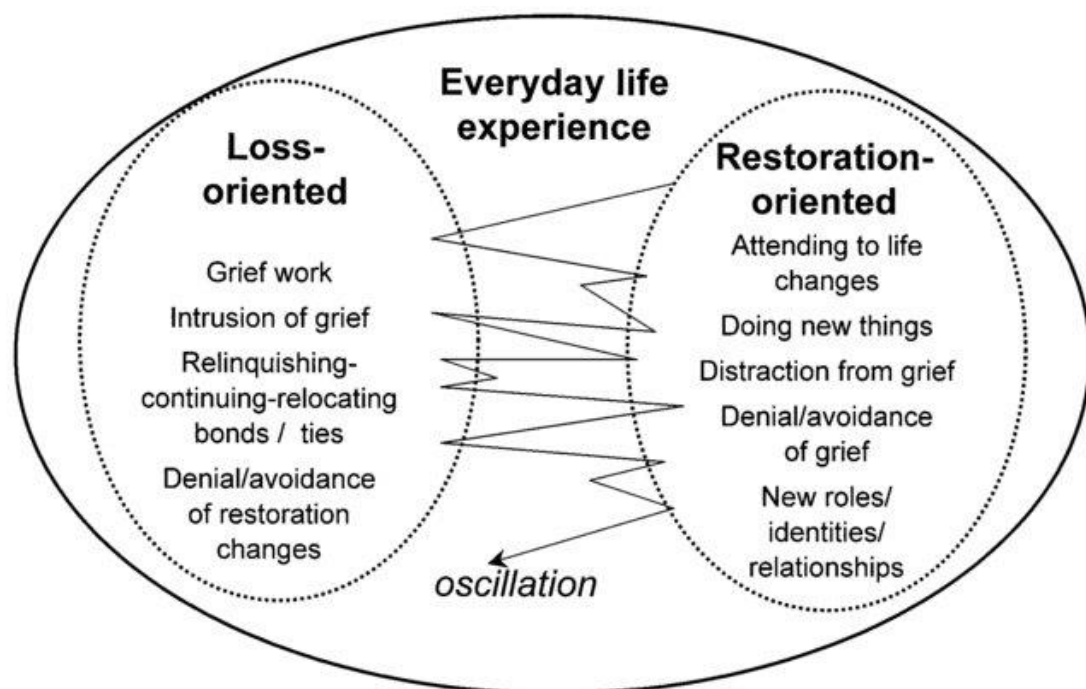 Everyday life
experience
Loss-
oriented
Grief work
Intrusion of grief
Relinquishing-
continuing-relocating
bonds / ties
Denial/avoidance
of restoration
changes
Restoration-
oriented
Attending to life
changes
Doing new things
Distraction from grief
Denial/avoidance
of grief
New roles/
identities/
relationships
oscillation